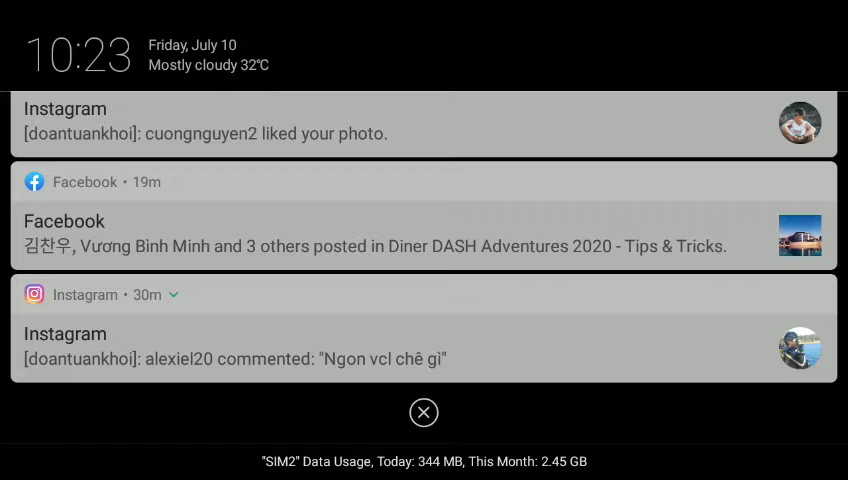 10:23
Friday, July 10
Mostly cloudy 32℃
Instagram
[doantuankhoi]: cuongnguyen2 liked your photo.
Facebook • 19m
Facebook
김찬우, Vương Bình Minh and 3 others posted in Diner DASH Adventures 2020 - Tips & Tricks.
Instagram • 30m
Instagram
[doantuankhoi]: alexiel20 commented: "Ngon vcl chê gì"
"SIM2" Data Usage, Today: 344 MB, This Month: 2.45 GB